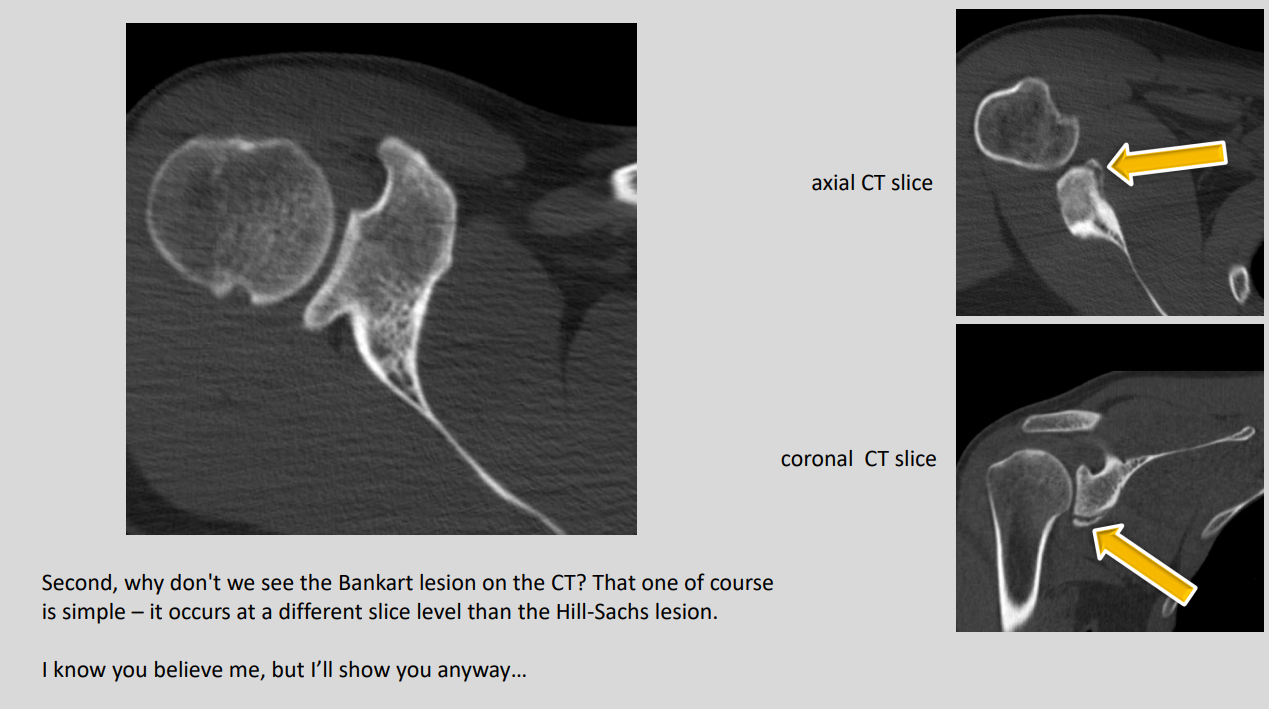 axial CT slice
coronal  CT slice
Second, why don't we see the Bankart lesion on the CT? That one of course
is simple – it occurs at a different slice level than the Hill-Sachs lesion.
I know you believe me, but I’ll show you anyway…